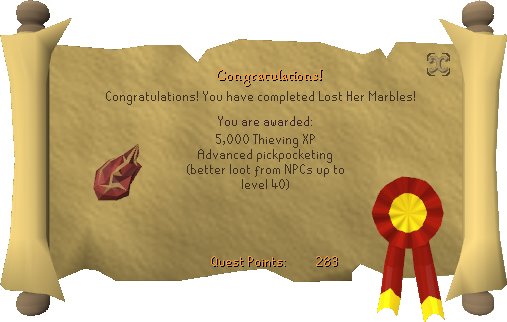 Congratulations!
Congratulations! You have completed Lost Her Marbles!
You are awarded:
5,000 Thieving XP
Advanced pickpocketing
(better loot from NPCs up to
level 40)
Quest Points: 283